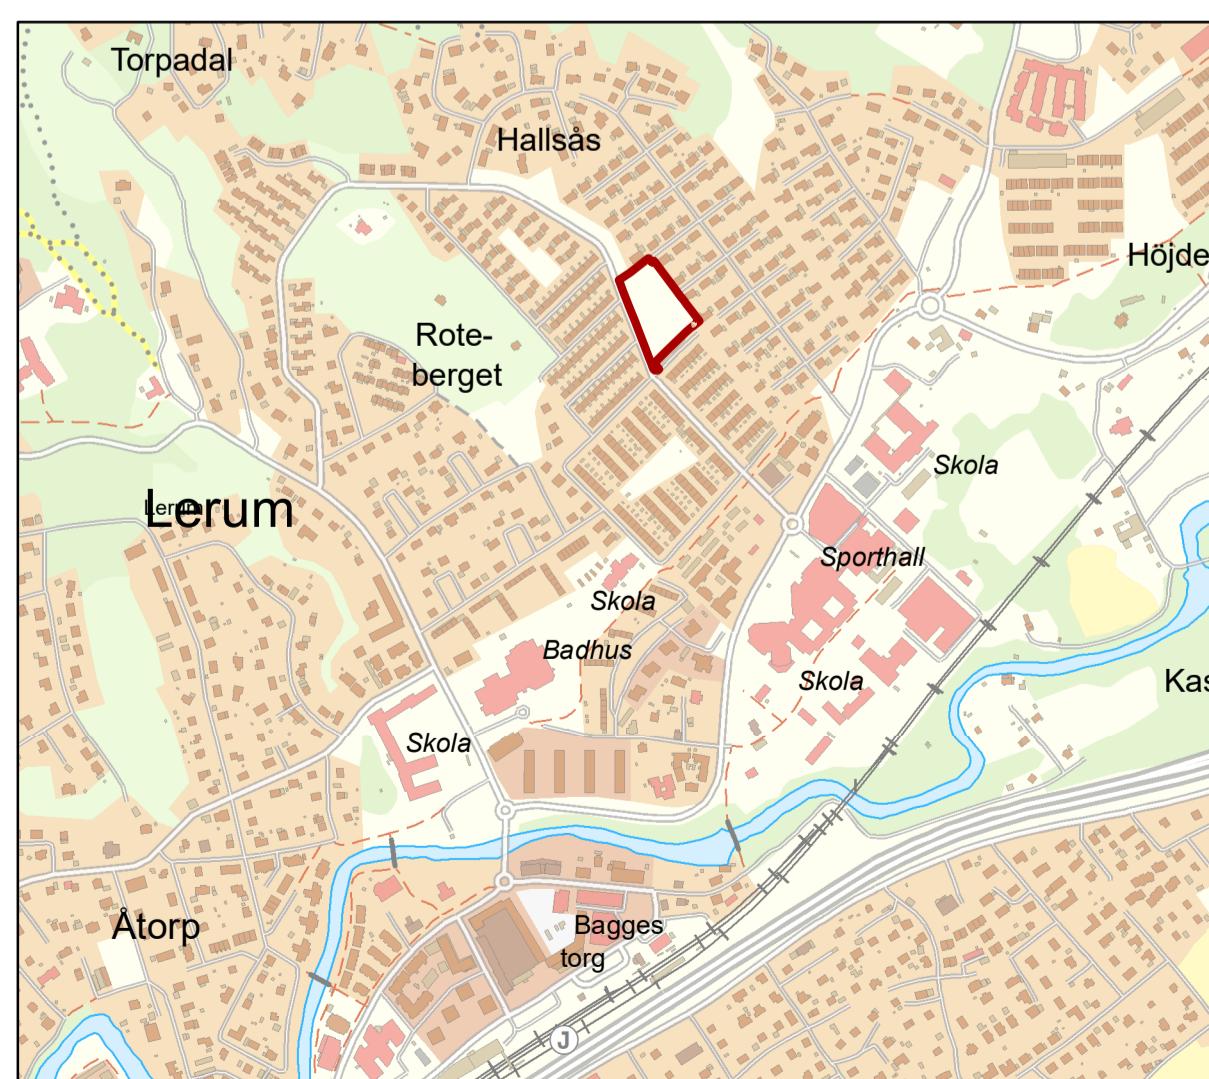 Torpadal
Hallsås
Höjde
Rote-
berget
Skola
Lerum
Lerum
Sporthall
Skola
Badhus
Skola
Kas
Skola
Bagges
torg
Åtorp
J